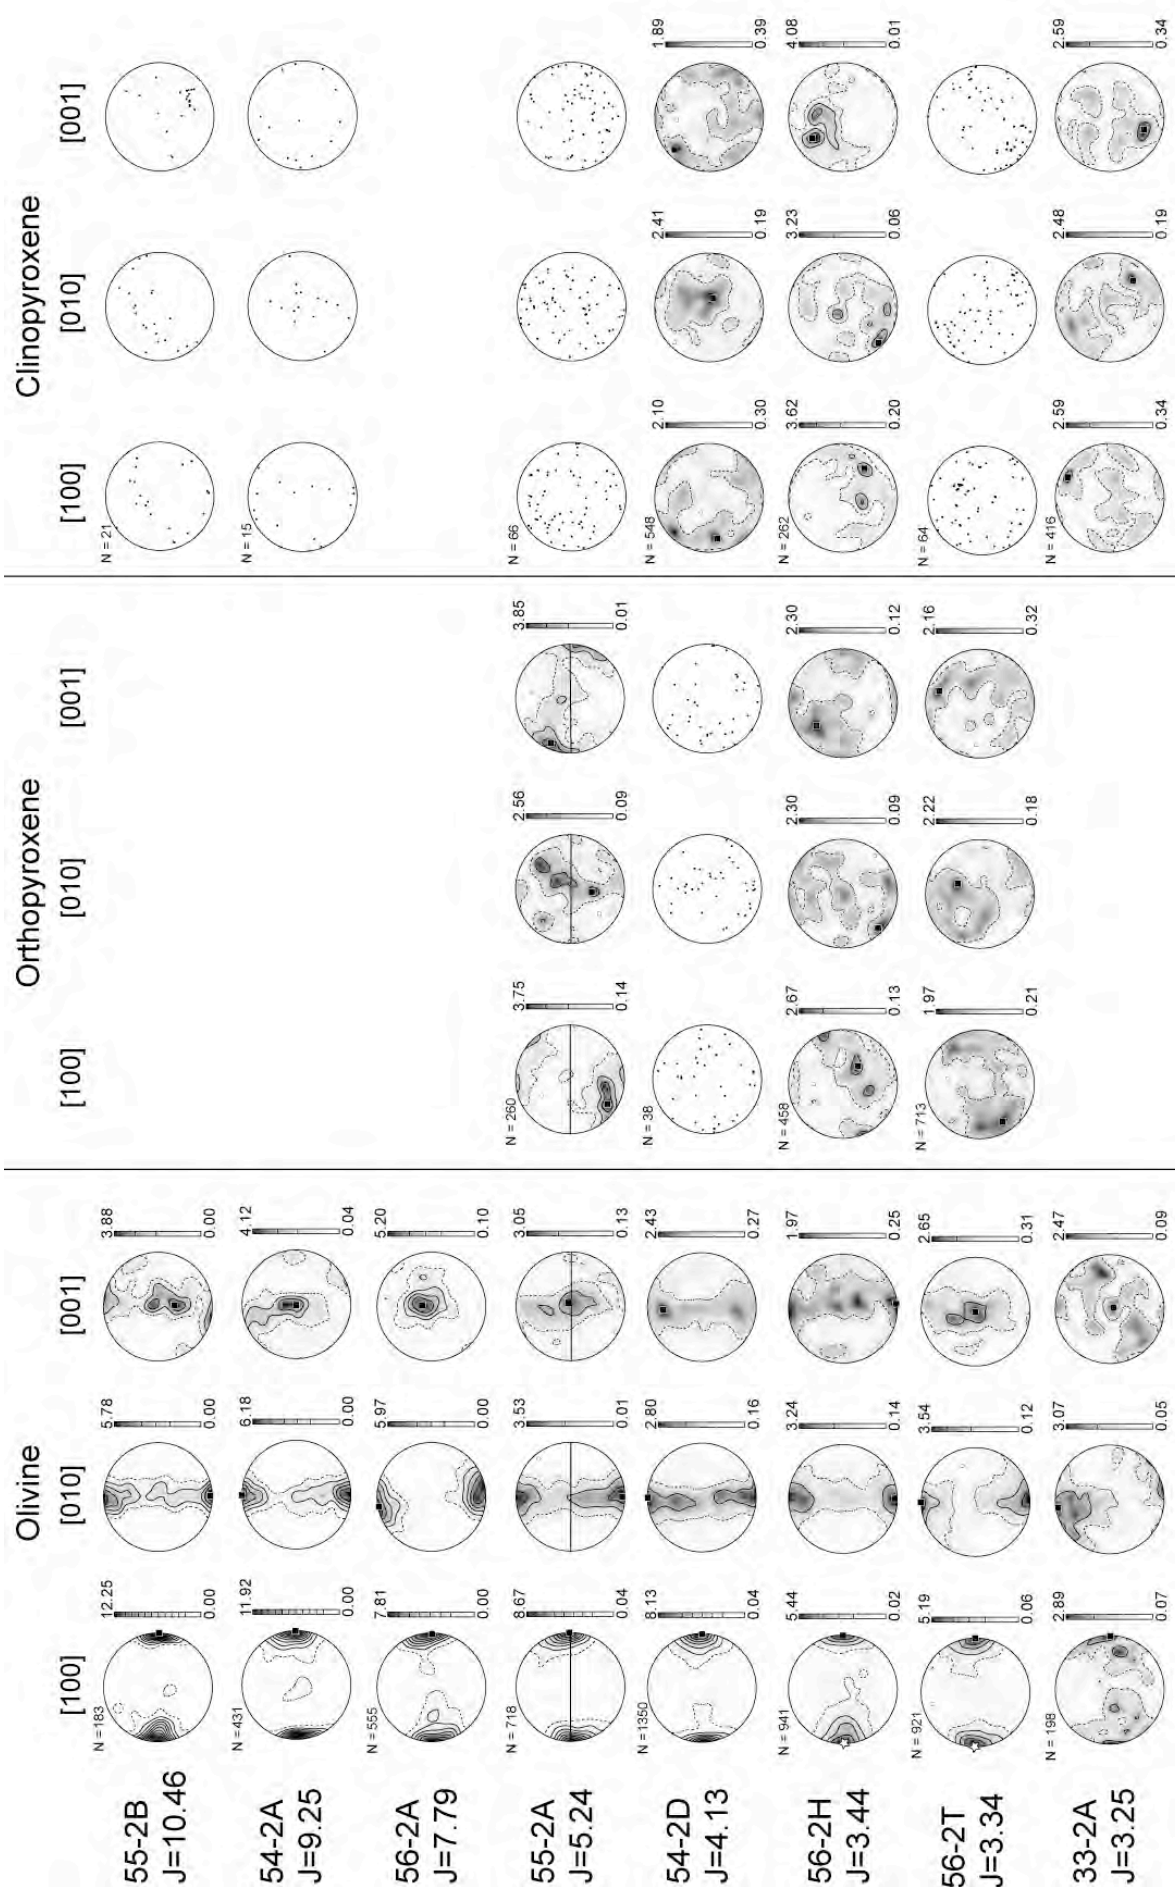 Olivine
Orthopyroxene
Clinopyroxene
[100]
[010]
[001]
[100]
[010]
[001]
[100]
[010]
[001]
55-2B
J=10.46
N = 183
12.25
0.00
5.78
0.00
3.88
0.00
N = 21
54-2A
J=9.25
N = 431
11.92
0.00
6.18
0.00
4.12
0.04
N = 15
56-2A
J=7.79
N = 555
7.81
0.00
5.97
0.00
5.20
0.10
55-2A
J=5.24
N = 718
8.67
0.04
3.53
0.01
3.05
0.13
N = 260
3.75
0.14
2.56
0.09
3.85
0.01
N = 66
54-2D
J=4.13
N = 1350
8.13
0.04
2.80
0.16
2.43
0.27
N = 38
N = 548
2.10
0.30
2.41
0.19
1.89
0.39
56-2H
J=3.44
N = 941
5.44
0.02
3.24
0.14
1.97
0.25
N = 458
2.67
0.13
2.30
0.09
2.30
0.12
N = 262
3.62
0.20
3.23
0.06
4.08
0.01
56-2T
J=3.34
N = 921
5.19
0.06
3.54
0.12
2.65
0.31
N = 713
1.97
0.21
2.22
0.18
2.16
0.32
N = 64
33-2A
J=3.25
N = 198
2.89
0.07
3.07
0.05
2.47
0.09
N = 416
2.59
0.34
2.48
0.19
2.59
0.34